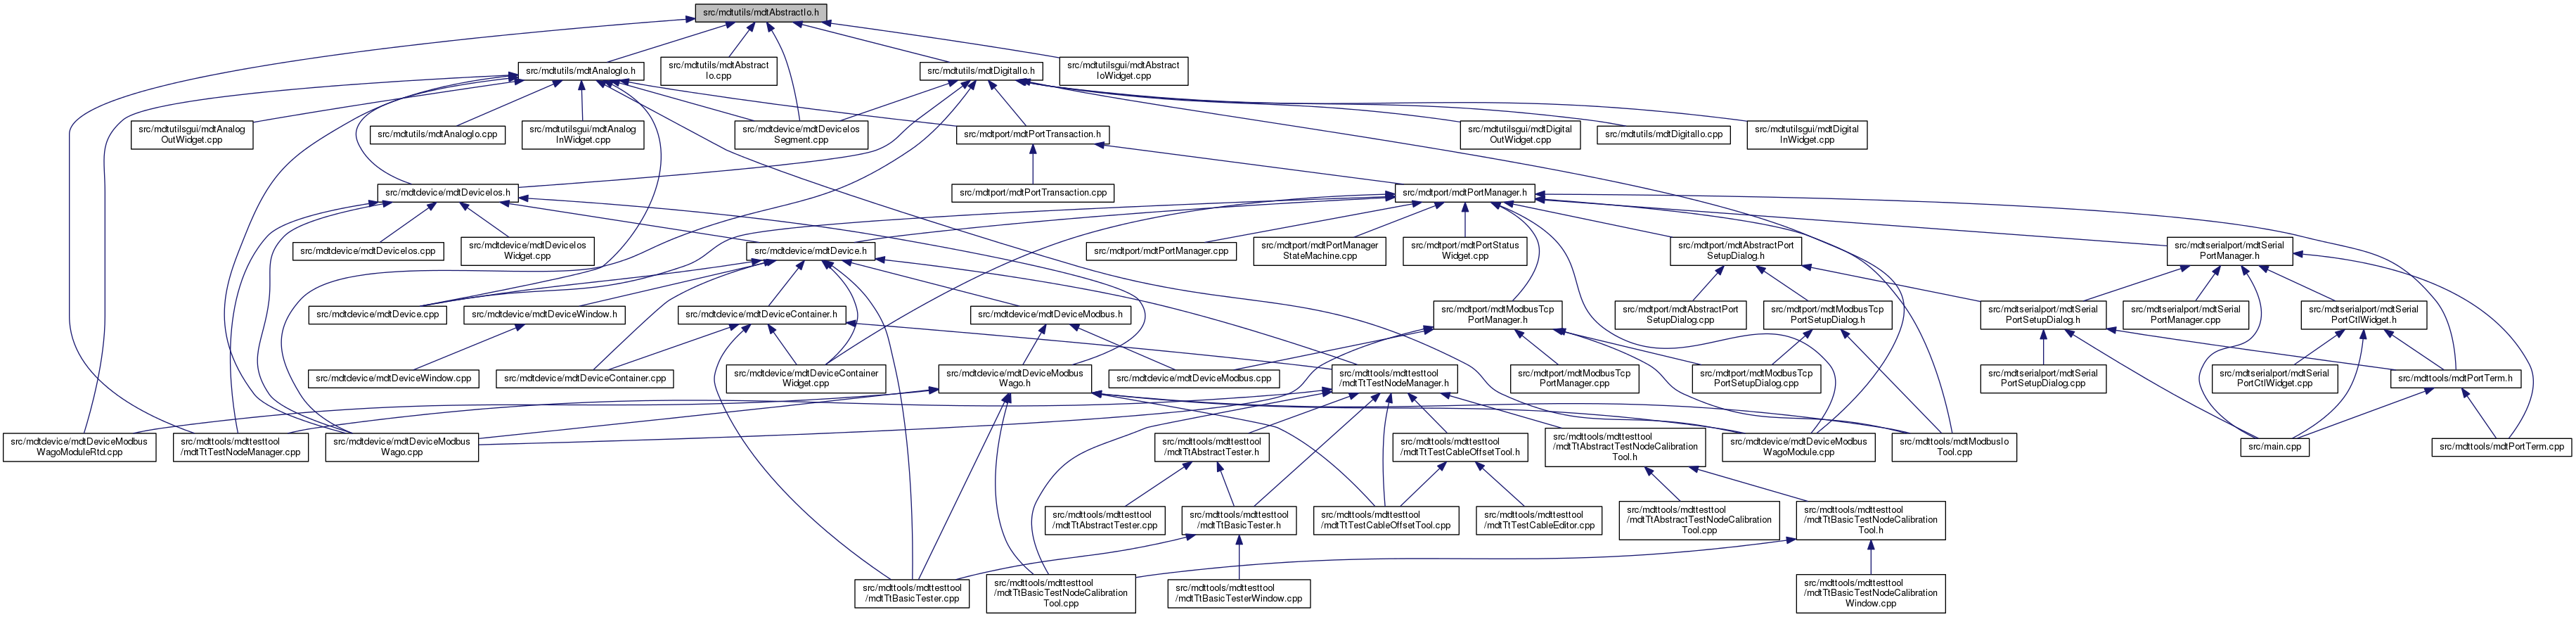 src/mdtutils/mdtAbstractIo.h
src/mdtutils/mdtAnalogIo.h
src/mdtutils/mdtAbstract
Io.cpp
src/mdtutils/mdtDigitalIo.h
src/mdtutilsgui/mdtAbstract
IoWidget.cpp
src/mdtutilsgui/mdtAnalog
OutWidget.cpp
src/mdtutils/mdtAnalogIo.cpp
src/mdtutilsgui/mdtAnalog
InWidget.cpp
src/mdtdevice/mdtDeviceIos
Segment.cpp
src/mdtport/mdtPortTransaction.h
src/mdtutilsgui/mdtDigital
OutWidget.cpp
src/mdtutils/mdtDigitalIo.cpp
src/mdtutilsgui/mdtDigital
InWidget.cpp
src/mdtdevice/mdtDeviceIos.h
src/mdtport/mdtPortTransaction.cpp
src/mdtport/mdtPortManager.h
src/mdtdevice/mdtDeviceIos.cpp
src/mdtdevice/mdtDeviceIos
Widget.cpp
src/mdtdevice/mdtDevice.h
src/mdtport/mdtPortManager.cpp
src/mdtport/mdtPortManager
StateMachine.cpp
src/mdtport/mdtPortStatus
Widget.cpp
src/mdtport/mdtAbstractPort
SetupDialog.h
src/mdtserialport/mdtSerial
PortManager.h
src/mdtdevice/mdtDevice.cpp
src/mdtdevice/mdtDeviceWindow.h
src/mdtdevice/mdtDeviceContainer.h
src/mdtdevice/mdtDeviceModbus.h
src/mdtport/mdtModbusTcp
PortManager.h
src/mdtport/mdtAbstractPort
SetupDialog.cpp
src/mdtport/mdtModbusTcp
PortSetupDialog.h
src/mdtserialport/mdtSerial
PortSetupDialog.h
src/mdtserialport/mdtSerial
PortManager.cpp
src/mdtserialport/mdtSerial
PortCtlWidget.h
src/mdtdevice/mdtDeviceWindow.cpp
src/mdtdevice/mdtDeviceContainer.cpp
src/mdtdevice/mdtDeviceContainer
Widget.cpp
src/mdtdevice/mdtDeviceModbus
Wago.h
src/mdtdevice/mdtDeviceModbus.cpp
src/mdttools/mdttesttool
/mdtTtTestNodeManager.h
src/mdtport/mdtModbusTcp
PortManager.cpp
src/mdtport/mdtModbusTcp
PortSetupDialog.cpp
src/mdtserialport/mdtSerial
PortSetupDialog.cpp
src/mdtserialport/mdtSerial
PortCtlWidget.cpp
src/mdttools/mdtPortTerm.h
src/mdtdevice/mdtDeviceModbus
WagoModuleRtd.cpp
src/mdttools/mdttesttool
/mdtTtTestNodeManager.cpp
src/mdtdevice/mdtDeviceModbus
Wago.cpp
src/mdttools/mdttesttool
/mdtTtAbstractTester.h
src/mdttools/mdttesttool
/mdtTtTestCableOffsetTool.h
src/mdttools/mdttesttool
/mdtTtAbstractTestNodeCalibration
Tool.h
src/mdtdevice/mdtDeviceModbus
WagoModule.cpp
src/mdttools/mdtModbusIo
Tool.cpp
src/main.cpp
src/mdttools/mdtPortTerm.cpp
src/mdttools/mdttesttool
/mdtTtAbstractTester.cpp
src/mdttools/mdttesttool
/mdtTtBasicTester.h
src/mdttools/mdttesttool
/mdtTtTestCableOffsetTool.cpp
src/mdttools/mdttesttool
/mdtTtTestCableEditor.cpp
src/mdttools/mdttesttool
/mdtTtAbstractTestNodeCalibration
Tool.cpp
src/mdttools/mdttesttool
/mdtTtBasicTestNodeCalibration
Tool.h
src/mdttools/mdttesttool
/mdtTtBasicTester.cpp
src/mdttools/mdttesttool
/mdtTtBasicTestNodeCalibration
Tool.cpp
src/mdttools/mdttesttool
/mdtTtBasicTesterWindow.cpp
src/mdttools/mdttesttool
/mdtTtBasicTestNodeCalibration
Window.cpp